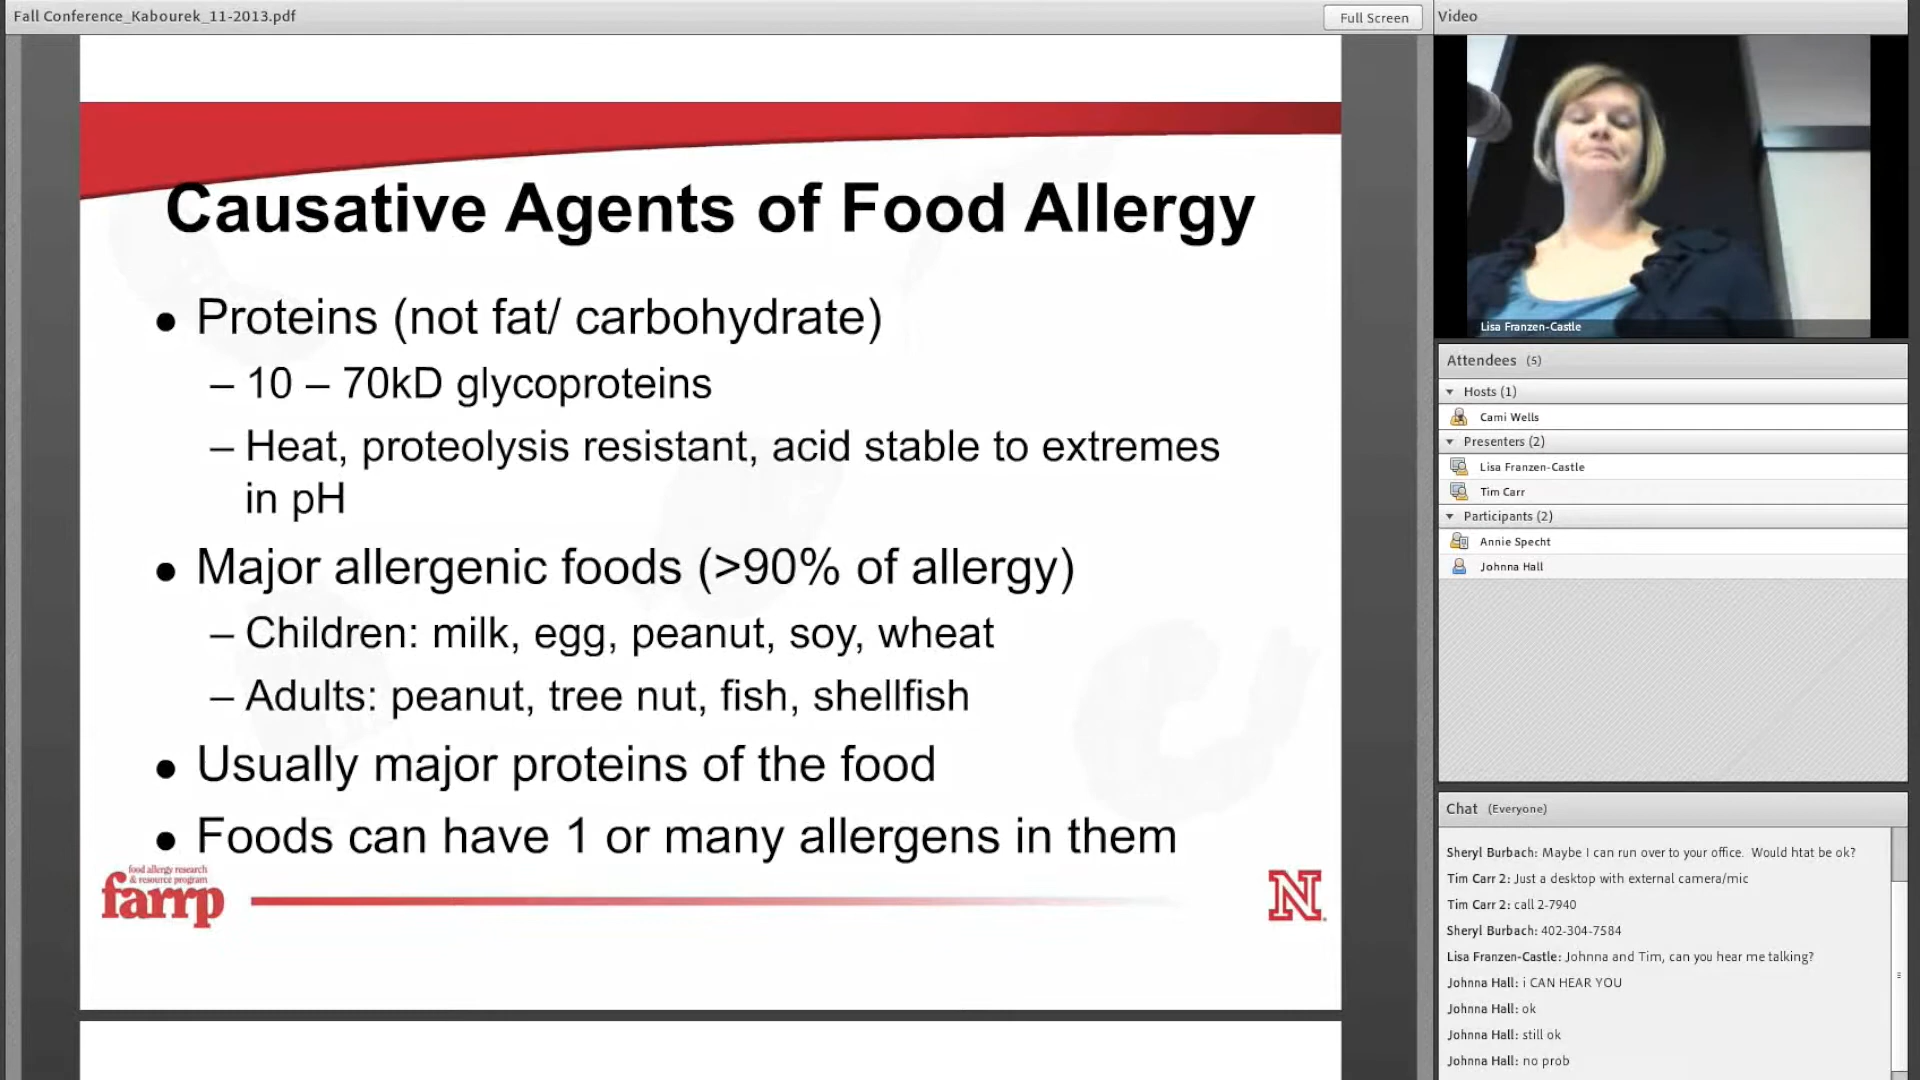 Fall Conference_Kabourek_11-2013.pdf
Full Screen
Causative Agents of Food Allergy
● Proteins (not fat/ carbohydrate)
– 10 – 70kD glycoproteins
– Heat, proteolysis resistant, acid stable to extremes
in pH
● Major allergenic foods (>90% of allergy)
– Children: milk, egg, peanut, soy, wheat
– Adults: peanut, tree nut, fish, shellfish
● Usually major proteins of the food
● Foods can have 1 or many allergens in them
food allergy research
& resource program
farrp
N
Video
Lisa Franzen-Castle
Attendees (5)
Hosts (1)
Cami Wells
Presenters (2)
Lisa Franzen-Castle
Tim Carr
Participants (2)
Annie Specht
Johnna Hall
Chat (Everyone)
Sheryl Burbach: Maybe I can run over to your office. Would htat be ok?
Tim Carr 2: Just a desktop with external camera/mic
Tim Carr 2: call 2-7940
Sheryl Burbach: 402-304-7584
Lisa Franzen-Castle: Johnna and Tim, can you hear me talking?
Johnna Hall: i CAN HEAR YOU
Johnna Hall: ok
Johnna Hall: still ok
Johnna Hall: no prob